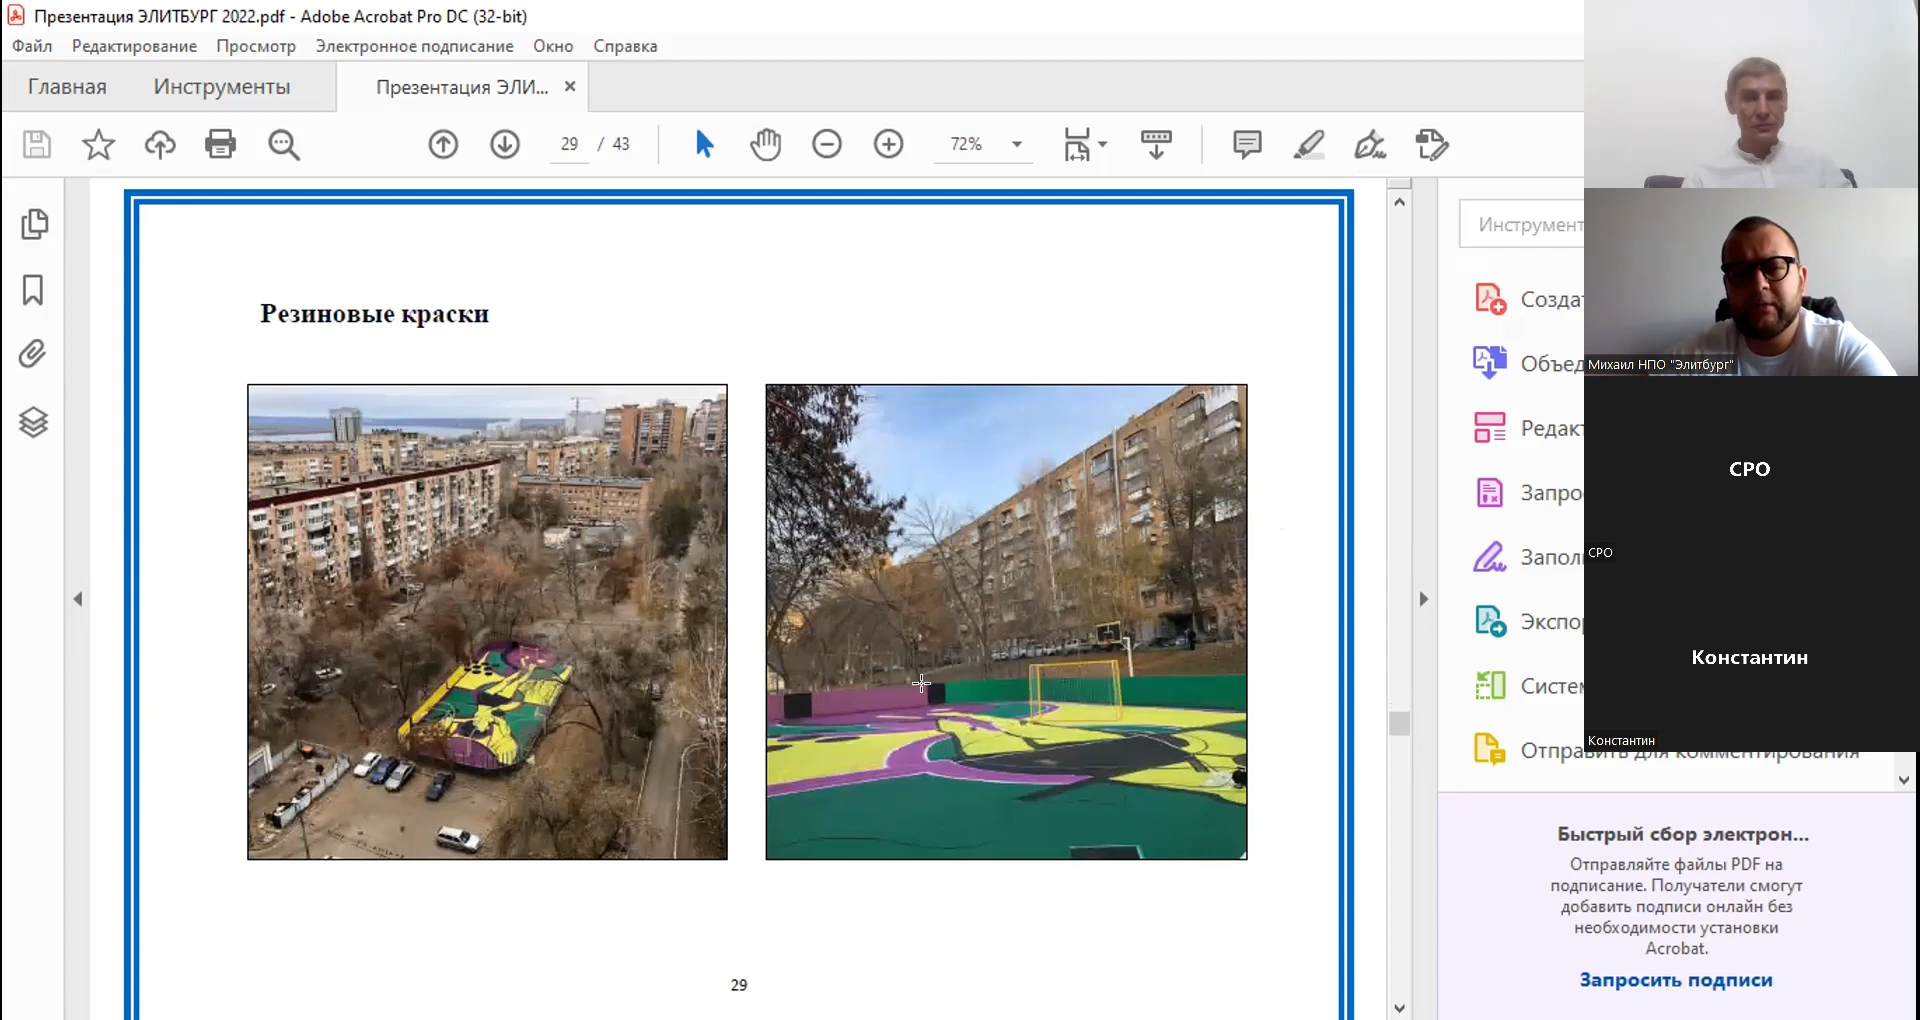 Презентация ЭЛИТБУРГ 2022.pdf - Adobe Acrobat Pro DC (32-bit)
Файл Редактирование Просмотр Электронное подписание Окно Справка
Главная Инструменты Презентация ЭЛИ... ×
29 / 43 72%
Инструмент
Резиновые краски
Созда
Объед
Редакт
Запро
Запол
Экспор
Систе
Отправить для комментирования
Михаил НПО "Элитбург"
СРО
СРО
Константин
Константин
Быстрый сбор электрон...
Отправляйте файлы PDF на
подписание. Получатели смогут
добавить подписи онлайн без
необходимости установки
Acrobat.
Запросить подписи
29